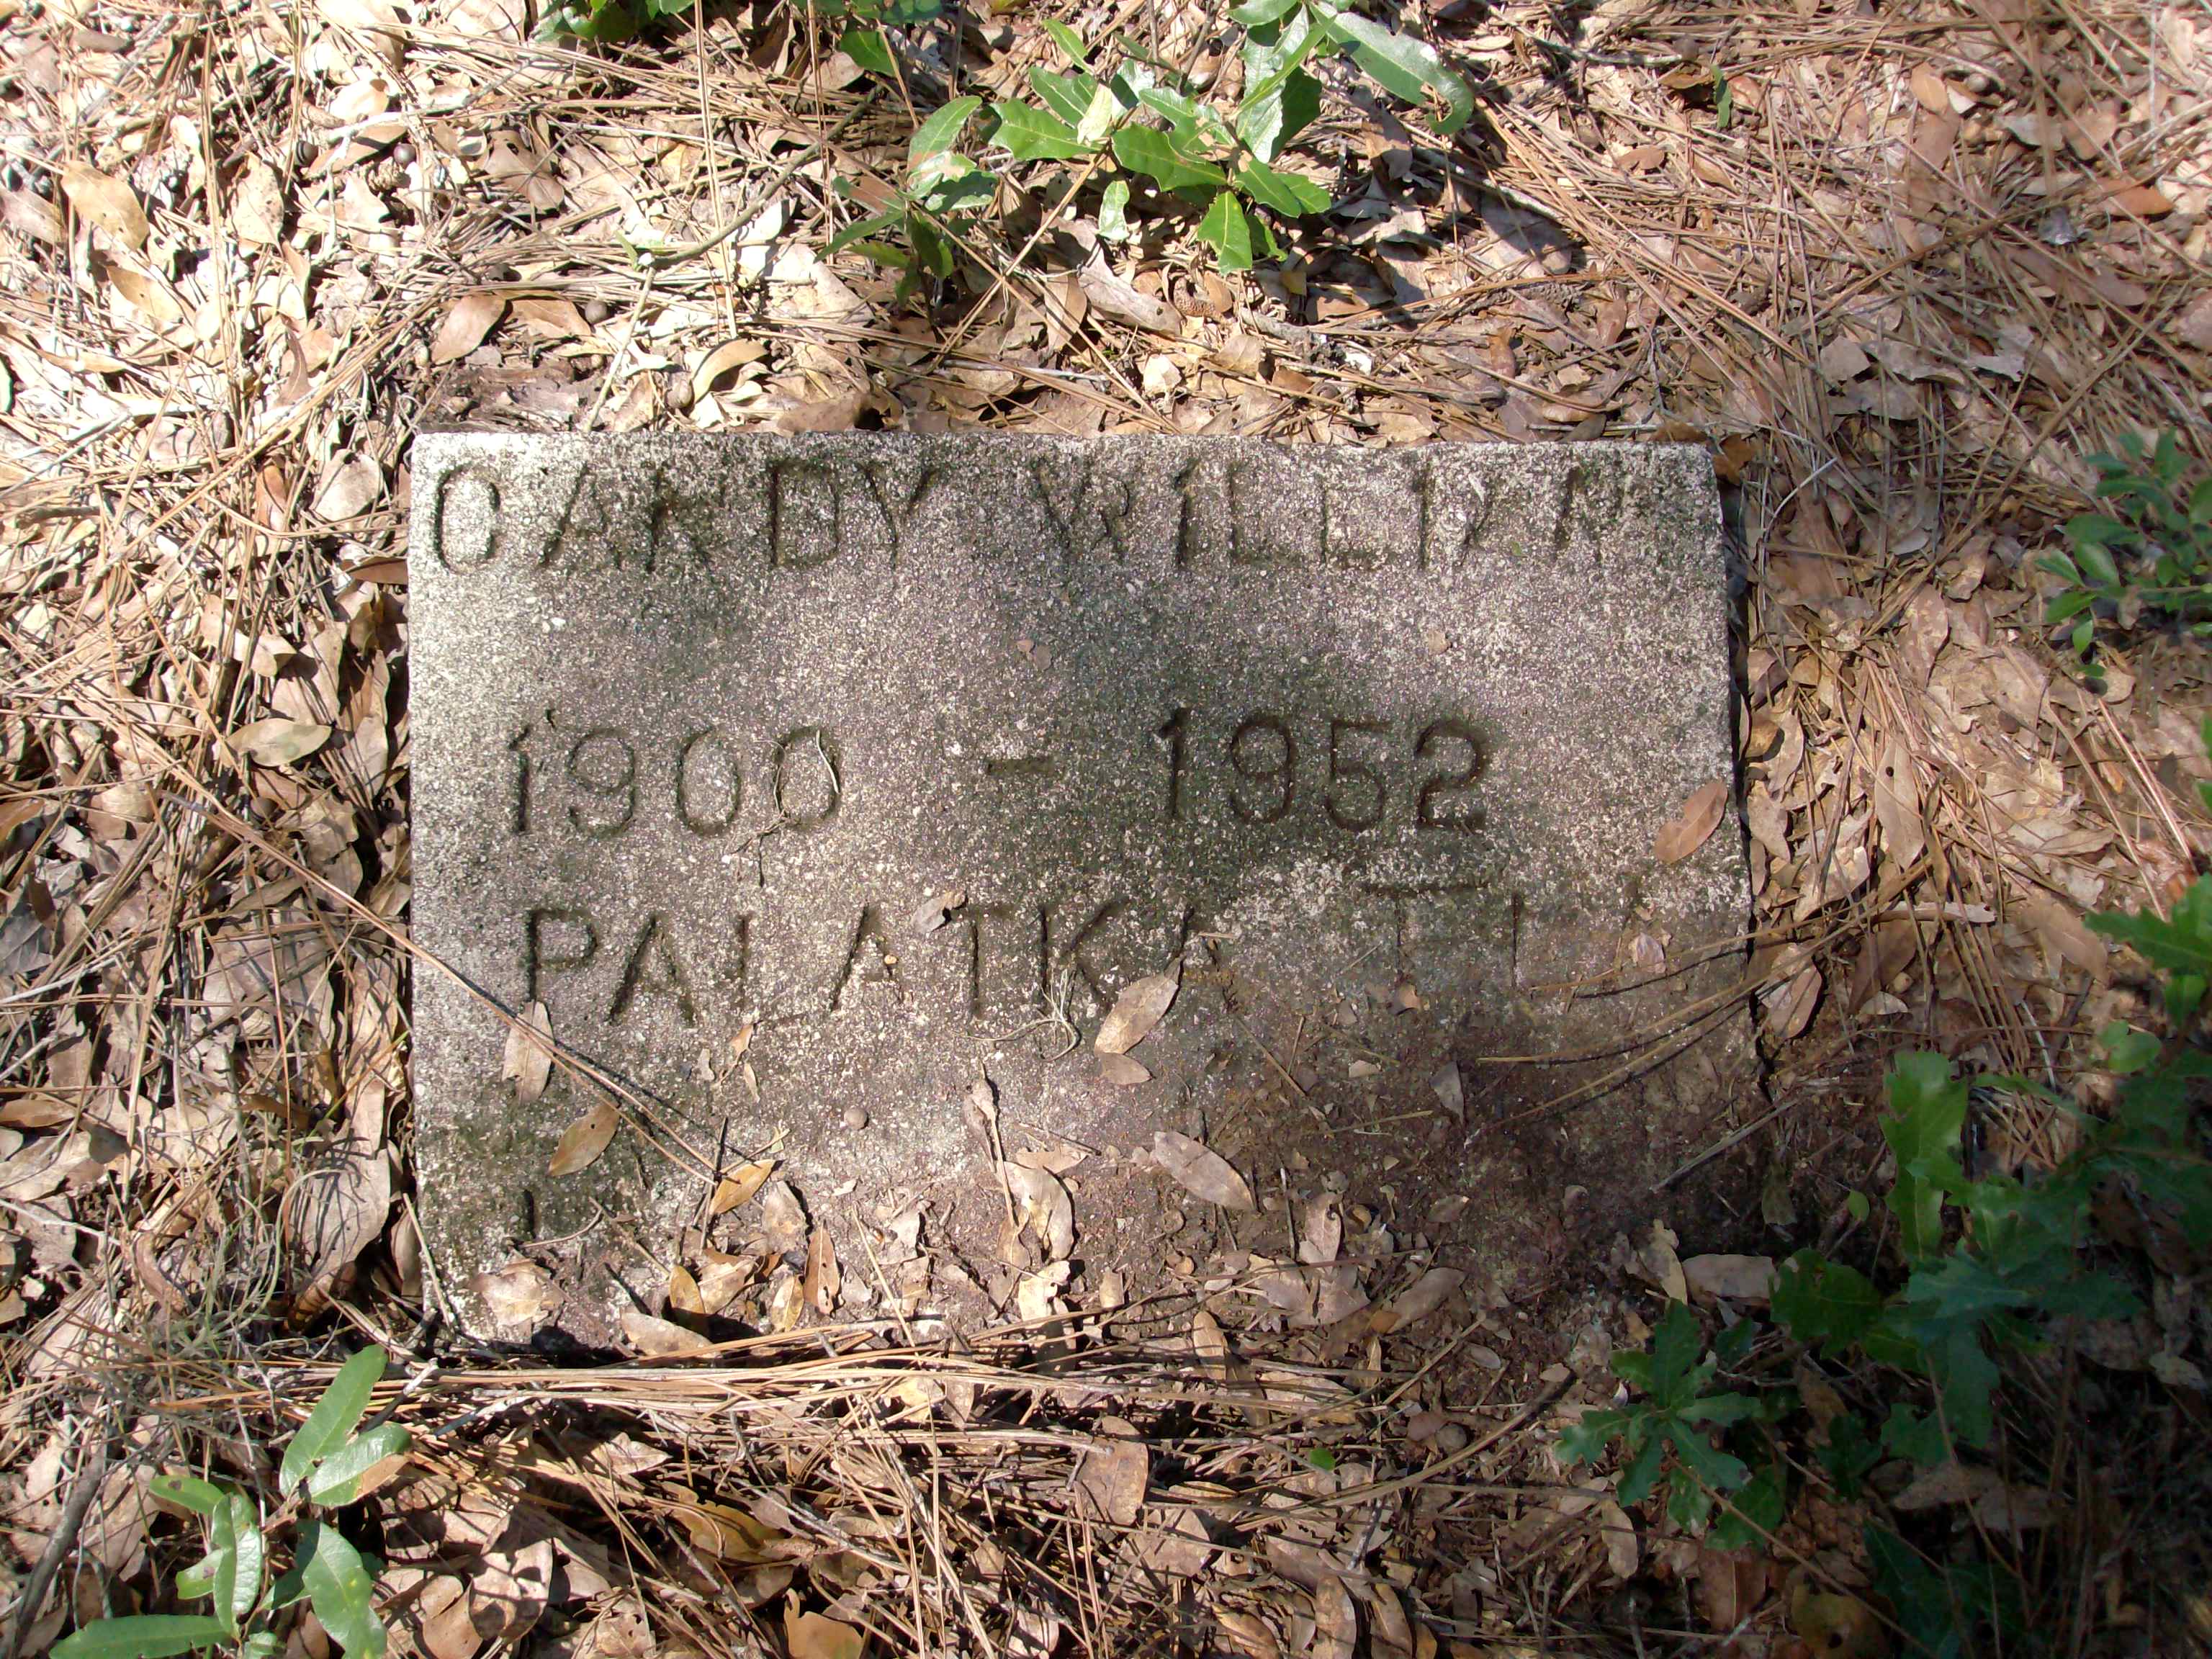 CANDY WILLIAM
1900 - 1952
PALATKA FLA